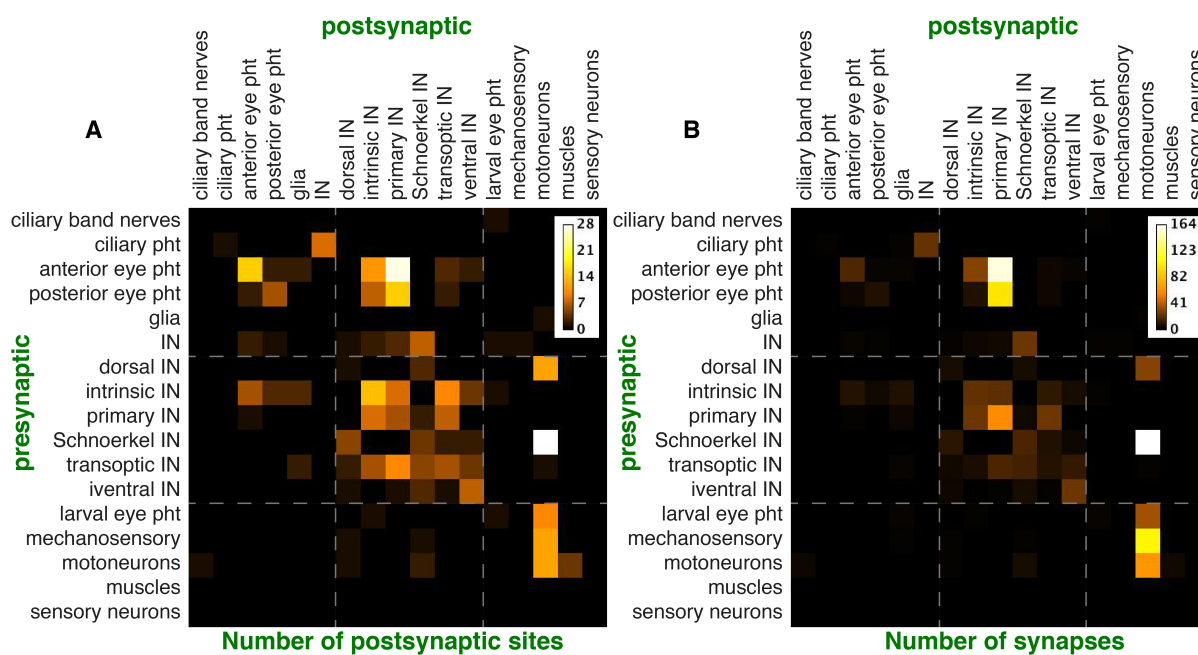 postsynaptic
postsynaptic
A
ciliary band nerves
ciliary pht
anterior eye pht
posterior eye pht
glia
IN
dorsal IN
intrinsic IN
primary IN
Schnoerkel IN
transoptic IN
ventral IN
larval eye pht
mechanosensory
motoneurons
muscles
sensory neurons
B
ciliary band nerves
ciliary pht
anterior eye pht
posterior eye pht
glia
IN
dorsal IN
intrinsic IN
primary IN
Schnoerkel IN
transoptic IN
ventral IN
larval eye pht
mechanosensory
motoneurons
muscles
sensory neurons
presynaptic
ciliary band nerves
ciliary pht
anterior eye pht
posterior eye pht
glia
IN
dorsal IN
intrinsic IN
primary IN
Schnoerkel IN
transoptic IN
iventral IN
larval eye pht
mechanosensory
motoneurons
muscles
sensory neurons
28
21
14
7
0
Number of postsynaptic sites
presynaptic
ciliary band nerves
ciliary pht
anterior eye pht
posterior eye pht
glia
IN
dorsal IN
intrinsic IN
primary IN
Schnoerkel IN
transoptic IN
iventral IN
larval eye pht
mechanosensory
motoneurons
muscles
sensory neurons
164
123
82
41
0
Number of synapses